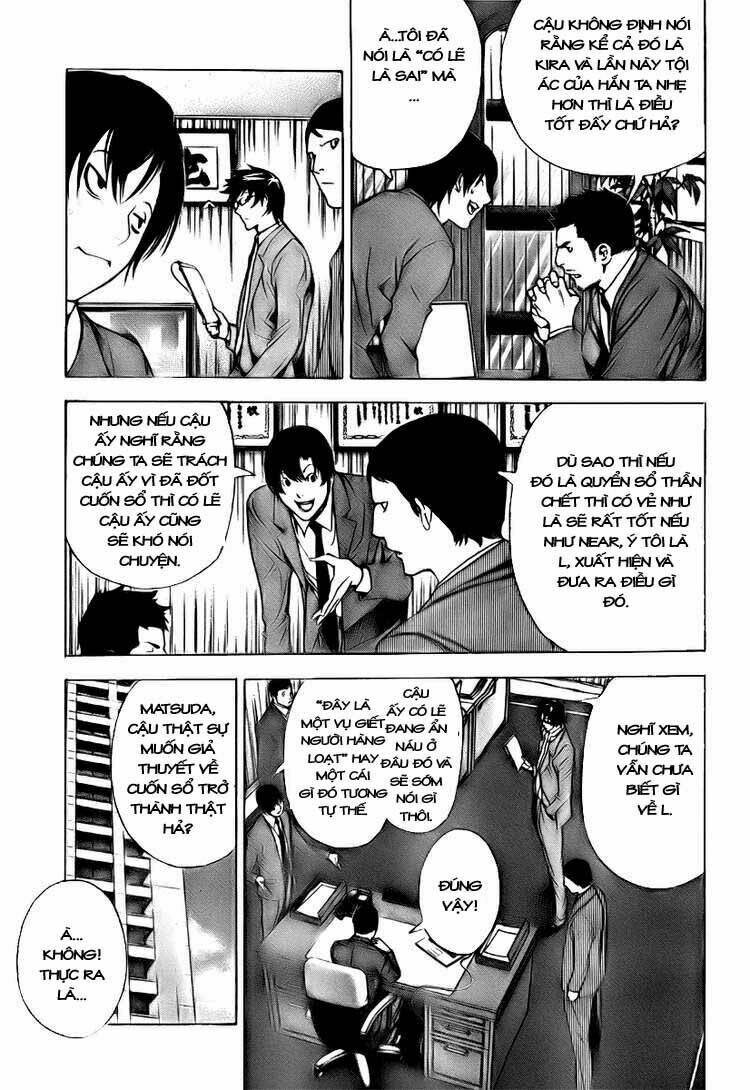 CẬU KHÔNG ĐỊNH NÓI
RẰNG KỂ CẢ ĐÓ LÀ
KIRA VÀ LẦN NÀY TỘI
ÁC CỦA HẮN TA NHẸ
HƠN THÌ LÀ ĐIỀU
TỐT ĐẤY CHỨ HẢ?
À...TÔI ĐÃ
NÓI LÀ "CÓ LẼ
LÀ SAI" MÀ
...
DÙ SAO THÌ NẾU
ĐÓ LÀ QUYỂN SỔ THẦN
CHẾT THÌ CÓ VẺ NHƯ
LÀ SẼ RẤT TỐT NẾU
NHƯ NEAR, Ý TÔI LÀ
L, XUẤT HIỆN VÀ
ĐƯA RA ĐIỀU GÌ
ĐÓ.
NHƯNG NẾU CẬU
ẤY NGHĨ RẰNG
CHÚNG TA SẼ TRÁCH
CẬU ẤY VÌ ĐÃ ĐỐT
CUỐN SỔ THÌ CÓ LẼ
CẬU ẤY CŨNG
SẼ KHÓ NÓI
CHUYỆN.
NGHĨ XEM,
CHÚNG TA
VẪN CHƯA
BIẾT GÌ
VỀ L.
CẬU
ẤY CÓ LẼ
ĐANG ẨN
NÁU Ở
ĐÂU ĐÓ VÀ
SẼ SỚM
NÓI GÌ
THÔI.
"ĐÂY LÀ
MỘT VỤ GIẾT
NGƯỜI HÀNG
LOẠT" HAY
MỘT CÁI
GÌ ĐÓ TƯƠNG
TỰ THẾ.
ĐÚNG
VẬY!
MATSUDA,
CẬU THẬT SỰ
MUỐN GIẢ
THUYẾT VỀ
CUỐN SỔ TRỞ
THÀNH THẬT
HẢ?
À...
KHÔNG!
THỰC RA
LÀ...